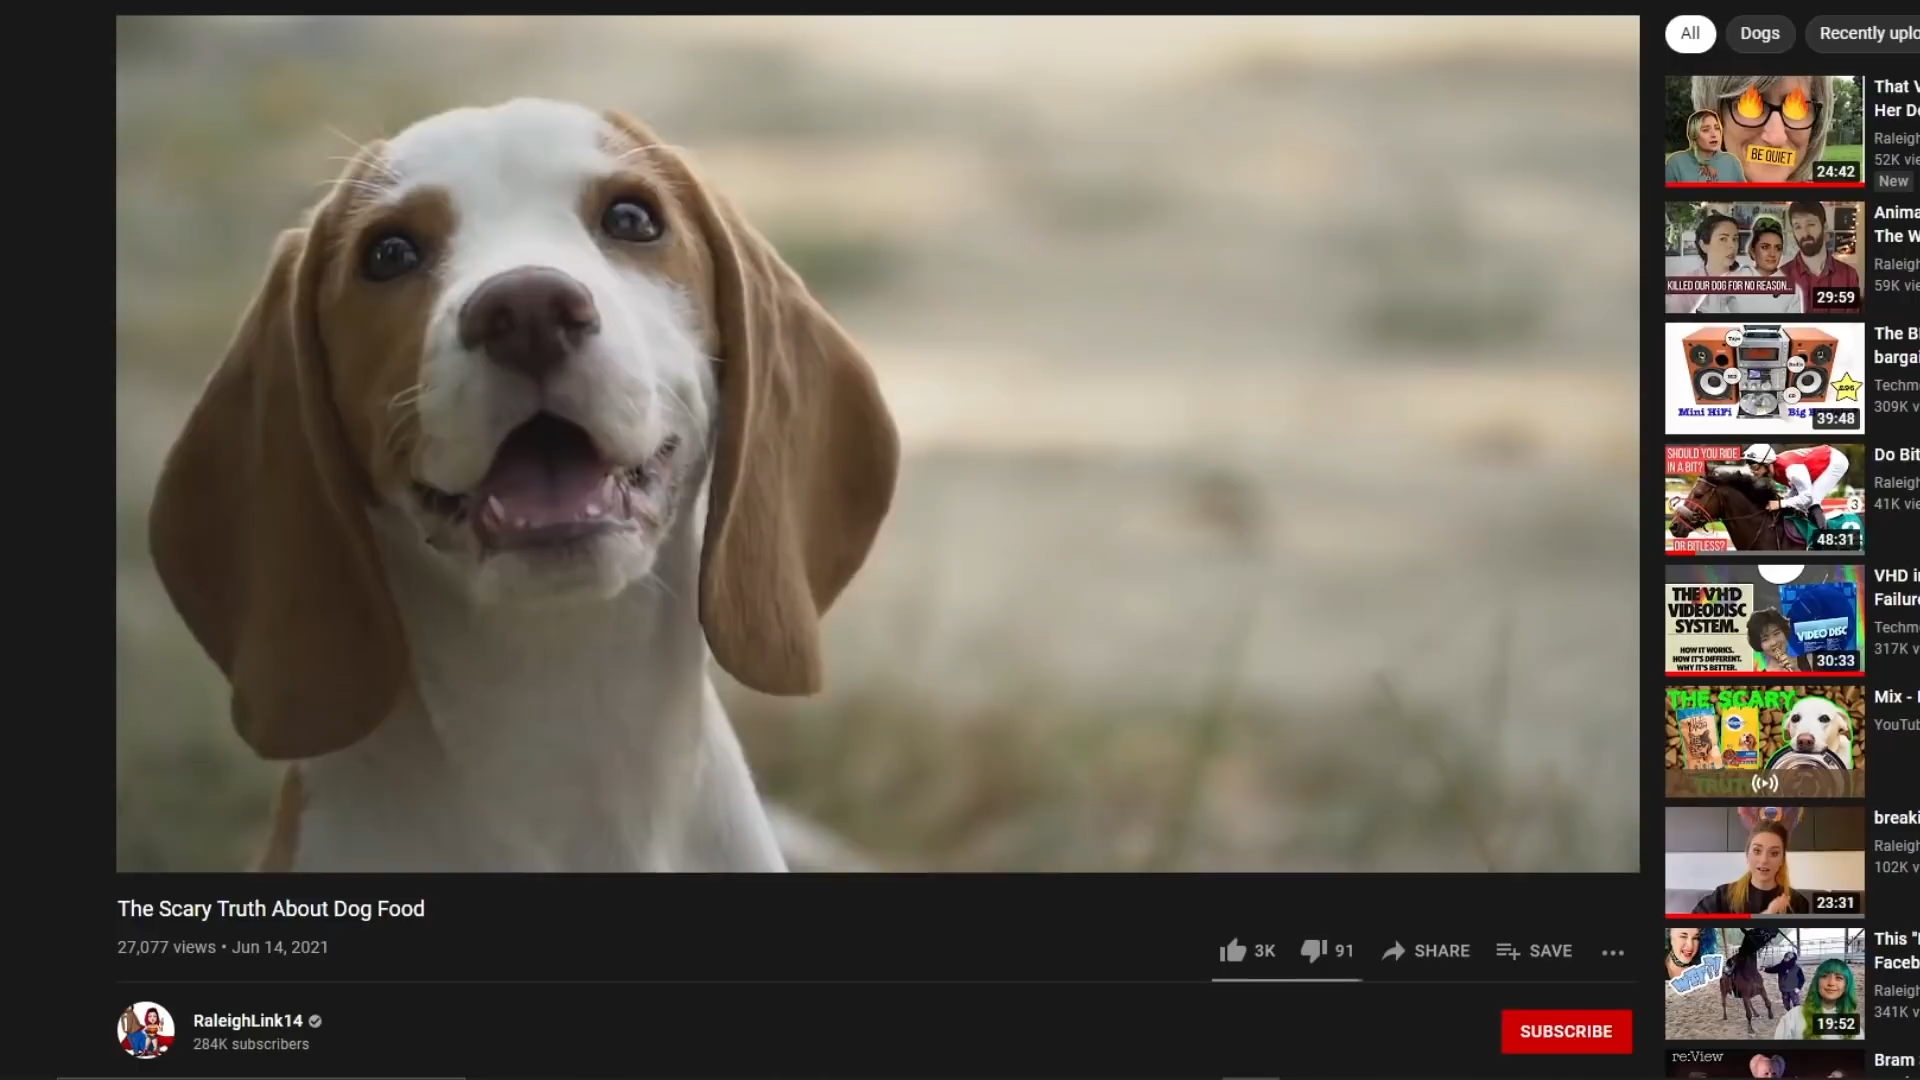 All
Dogs
Recently uplo
That V
Her Do
Raleigh
52K vie
New
BE QUIET
24:42
Anima
The W
Raleigh
59K vie
KILLED OUR DOG FOR NO REASON...
29:59
The B
bargai
Techm
309K v
Mini HiFi
Big
39:48
Do Bit
Raleigh
41K vie
SHOULD YOU RIDE
IN A BIT?
3
OR BITLESS?
48:31
VHD i
Failur
Techm
317K v
THE VHD
VIDEODISC
SYSTEM.
HOW IT WORKS.
HOW IT'S DIFFERENT.
WHY IT'S BETTER.
VIDEO DISC
30:33
Mix -
YouTub
THE SCARY
TRUTH
breaki
Raleigh
102K v
23:31
This "
Faceb
Raleigh
341K v
19:52
re:View
Bram
The Scary Truth About Dog Food
27,077 views • Jun 14, 2021
3K
91
SHARE
SAVE
RaleighLink14
284K subscribers
SUBSCRIBE